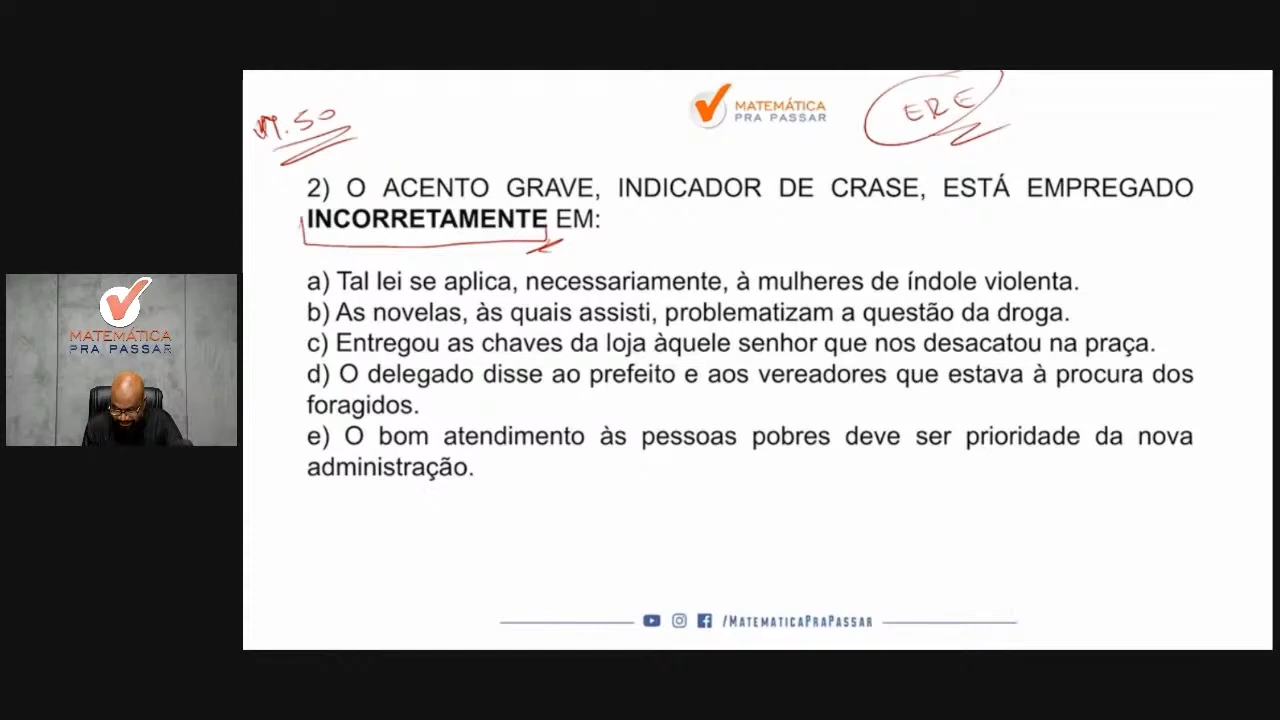 M.50
MATEMÁTICA
PRA PASSAR
ERE
2) O ACENTO GRAVE, INDICADOR DE CRASE, ESTÁ EMPREGADO
INCORRETAMENTE EM:
a) Tal lei se aplica, necessariamente, à mulheres de índole violenta.
b) As novelas, às quais assisti, problematizam a questão da droga.
c) Entregou as chaves da loja àquele senhor que nos desacatou na praça.
d) O delegado disse ao prefeito e aos vereadores que estava à procura dos
foragidos.
e) O bom atendimento às pessoas pobres deve ser prioridade da nova
administração.
MATEMÁTICA
PRA PASSAR
/MATEMATICAPRAPASSAR